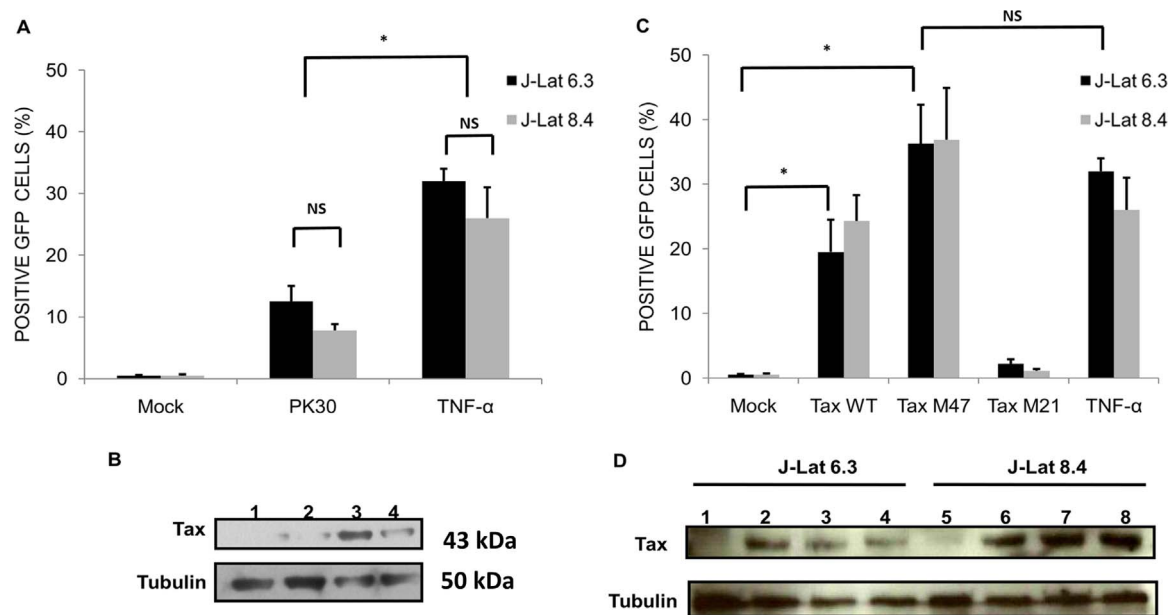 A
*
50
40
30
20
10
0
POSITIVE GFP CELLS (%)
J-Lat 6.3
J-Lat 8.4
NS
NS
Mock PK30 TNF-α
B
1 2 3 4
Tax 43 kDa
Tubulin 50 kDa
C
NS
*
*
50
40
30
20
10
0
POSITIVE GFP CELLS (%)
J-Lat 6.3
J-Lat 8.4
Mock Tax WT Tax M47 Tax M21 TNF-α
D
J-Lat 6.3 J-Lat 8.4
1 2 3 4 5 6 7 8
Tax
Tubulin